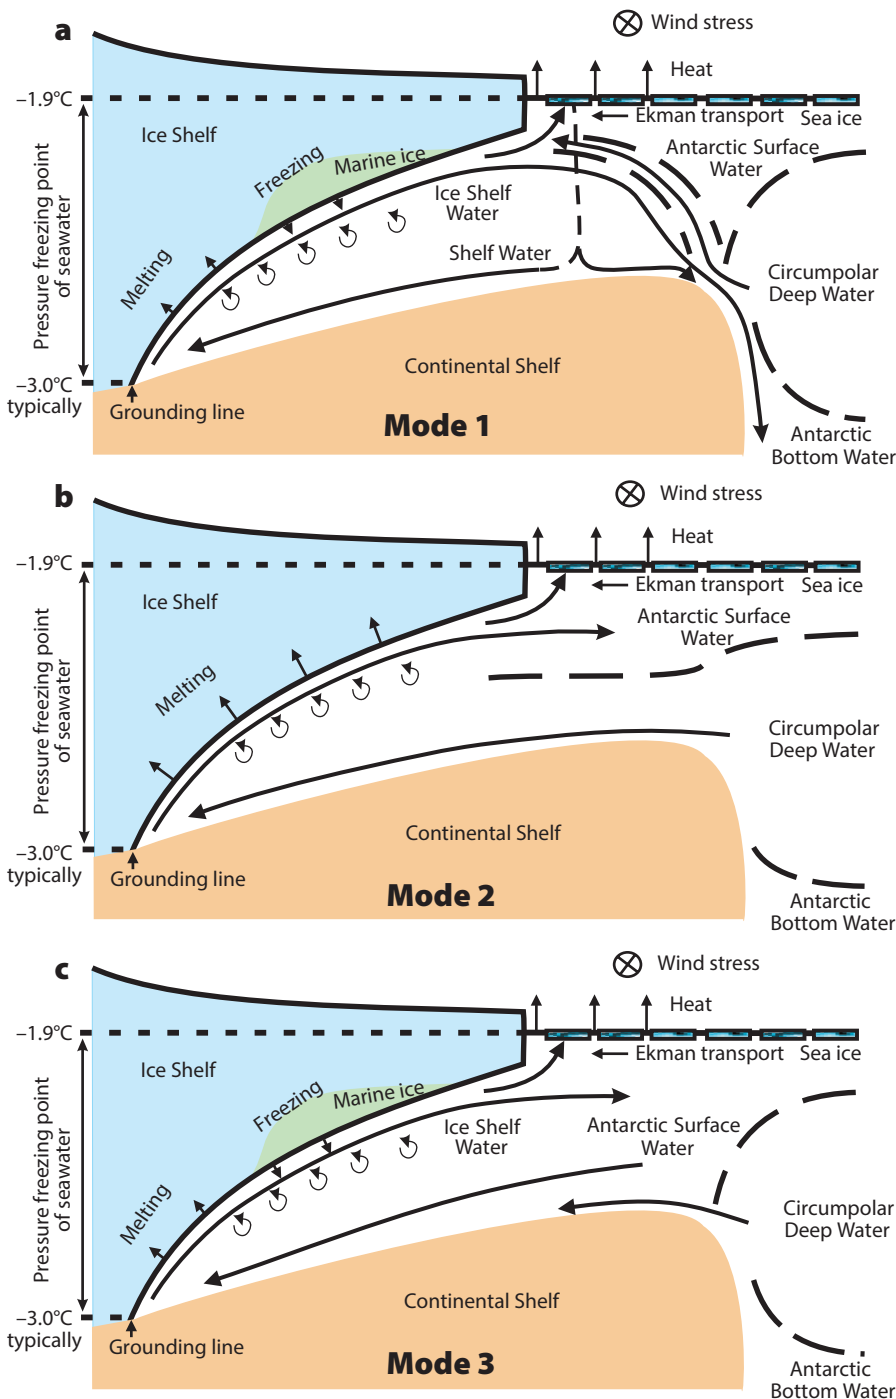 a
Wind stress
Heat
–1.9°C
Ekman transport
Sea ice
Ice Shelf
Antarctic Surface
Water
Freezing
Marine ice
Ice Shelf
Water
Pressure freezing point
of seawater
Melting
Shelf Water
Circumpolar
Deep Water
Continental Shelf
–3.0°C
typically
Grounding line
Mode 1
Antarctic
Bottom Water
b
Wind stress
Heat
–1.9°C
Ekman transport
Sea ice
Ice Shelf
Antarctic Surface
Water
Melting
Pressure freezing point
of seawater
Circumpolar
Deep Water
Continental Shelf
–3.0°C
typically
Grounding line
Mode 2
Antarctic
Bottom Water
c
Wind stress
Heat
–1.9°C
Ekman transport
Sea ice
Ice Shelf
Freezing
Marine ice
Ice Shelf
Water
Antarctic Surface
Water
Pressure freezing point
of seawater
Melting
Circumpolar
Deep Water
Continental Shelf
–3.0°C
typically
Grounding line
Mode 3
Antarctic
Bottom Water